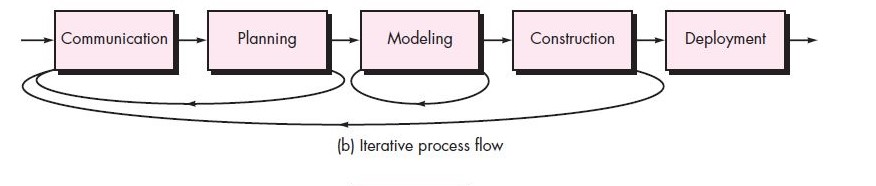 Communication
Planning
Modeling
Construction
Deployment
(b) Iterative process flow